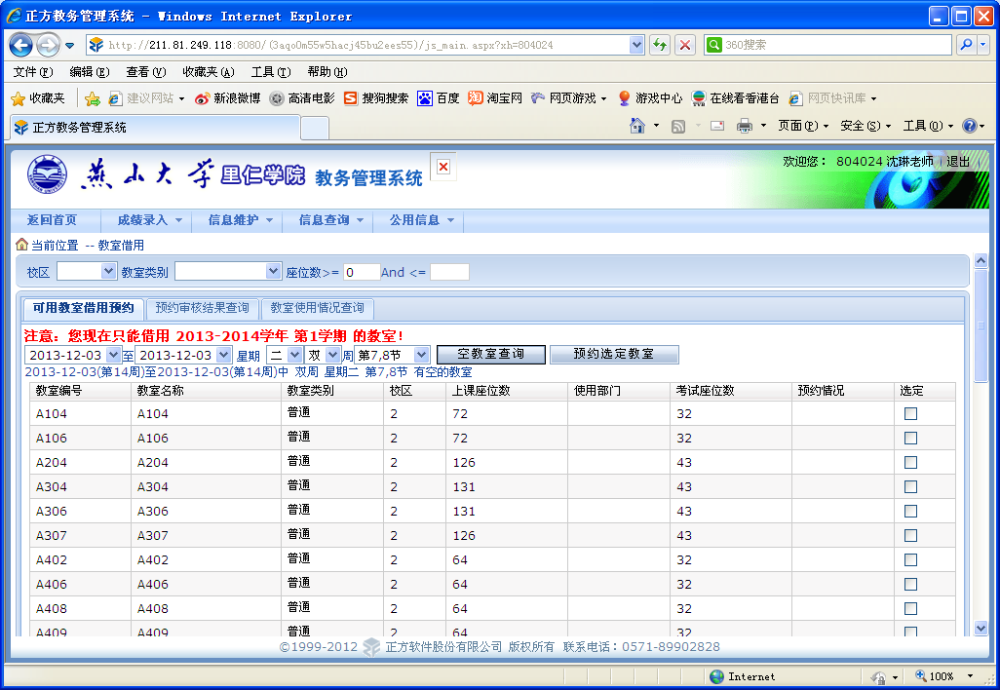 正方教务管理系统 - Windows Internet Explorer
http://211.81.249.118:8080/(3aqo0m55w5hacj45bu2ees55)/js_main.aspx?xh=804024 360搜索
文件(F) 编辑(E) 查看(V) 收藏夹(A) 工具(T) 帮助(H)
收藏夹 建议网站 新浪微博 高清电影 搜狗搜索 百度 淘宝网 网页游戏 游戏中心 在线看香港台 网页快讯库
正方教务管理系统 页面(P) 安全(S) 工具(O)
燕山大学里仁学院 教务管理系统 欢迎您: 804024 沈琳老师 退出
返回首页 成绩录入 信息维护 信息查询 公用信息
当前位置 -- 教室借用
校区 教室类别 座位数>= 0 And <=
可用教室借用预约 预约审核结果查询 教室使用情况查询
注意: 您现在只能借用 2013-2014学年 第1学期 的教室!
2013-12-03 至 2013-12-03 星期 二 双 周 第7,8节 空教室查询 预约选定教室
2013-12-03(第14周)至2013-12-03(第14周)中 双周 星期二 第7,8节 有空的教室
教室编号 教室名称 教室类别 校区 上课座位数 使用部门 考试座位数 预约情况 选定
A104 A104 普通 2 72 32
A106 A106 普通 2 72 32
A204 A204 普通 2 126 43
A304 A304 普通 2 131 43
A306 A306 普通 2 131 43
A307 A307 普通 2 126 43
A402 A402 普通 2 64 32
A406 A406 普通 2 64 32
A408 A408 普通 2 64 32
A409 A409 普通 2 64 32
©1999-2012 正方软件股份有限公司 版权所有 联系电话：0571-89902828
Internet 100%